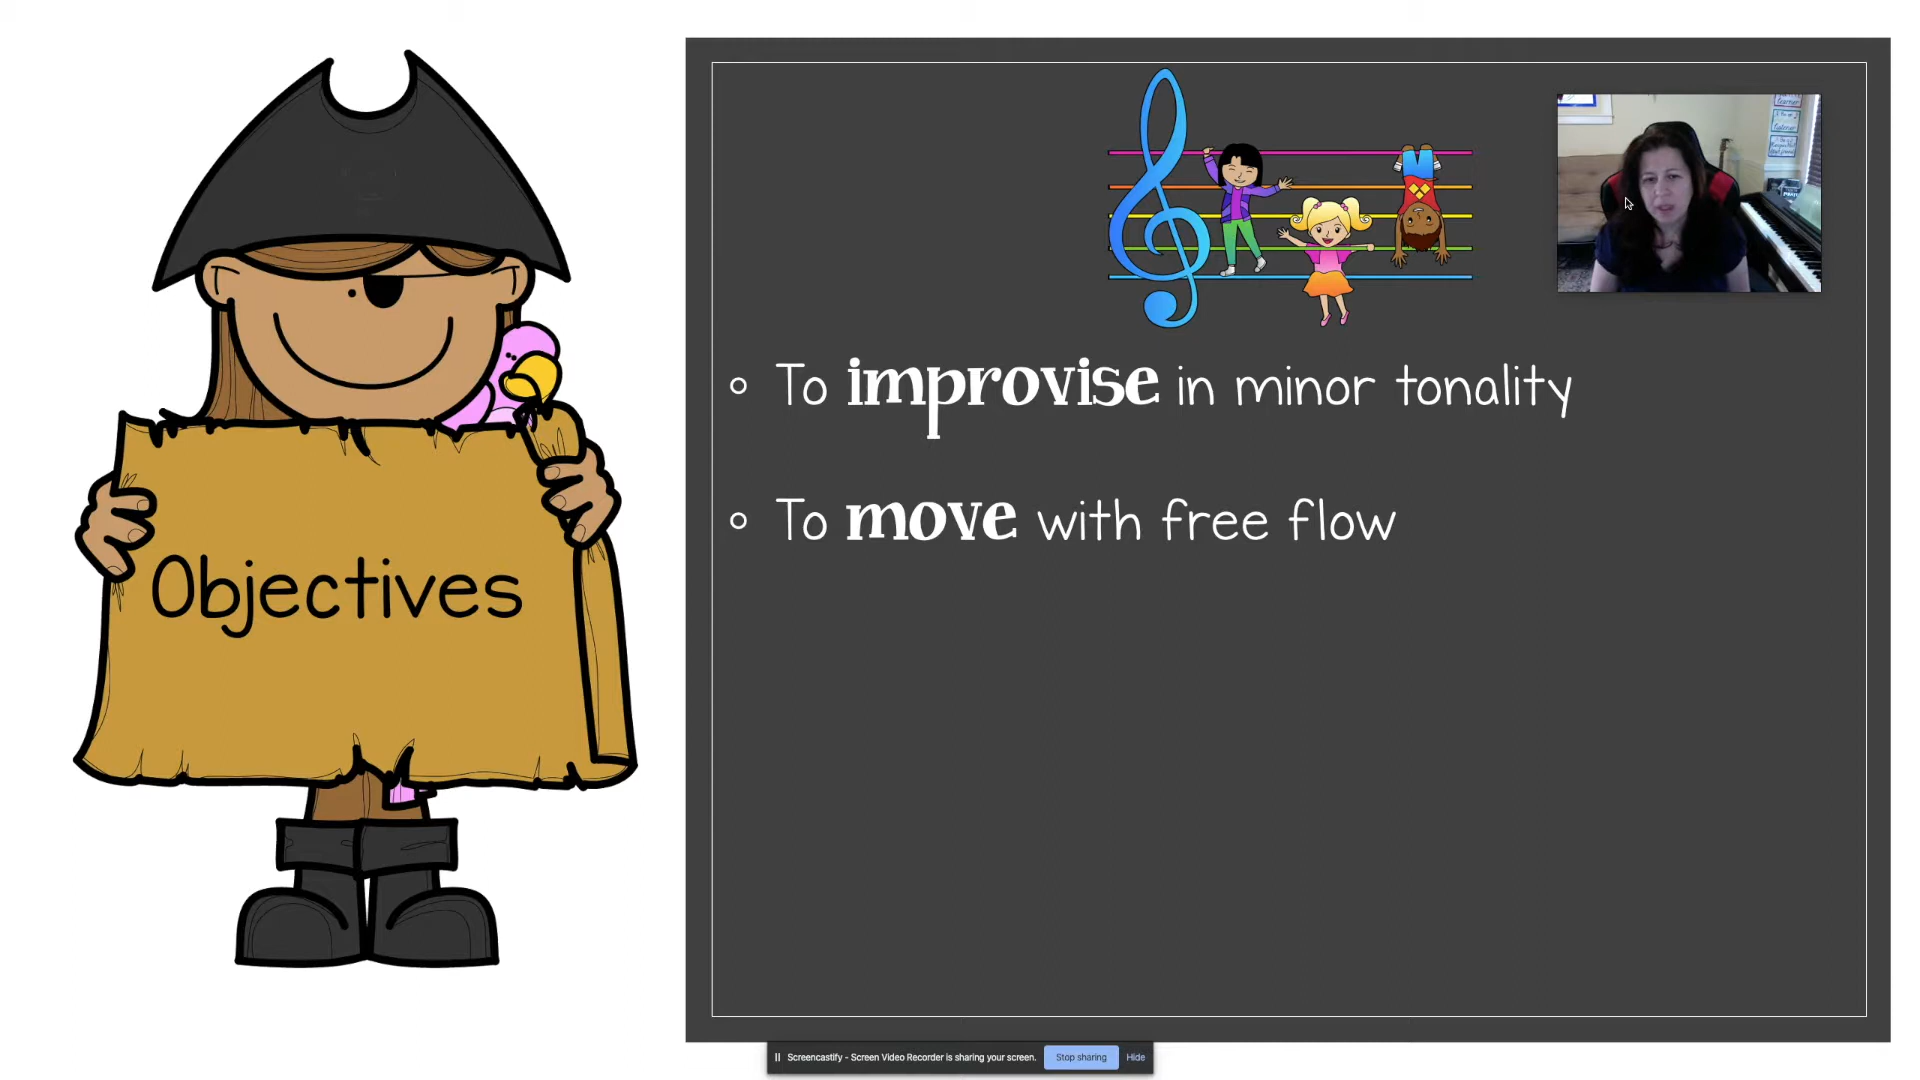 Objectives
To improvise in minor tonality
To move with free flow
Screencastify - Screen Video Recorder is sharing your screen. Stop sharing Hide